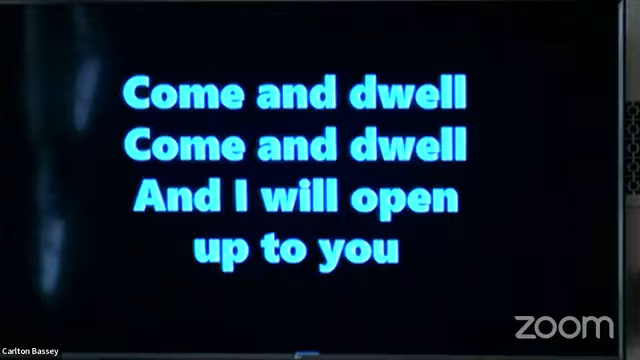 Come and dwell
Come and dwell
And I will open
up to you
zoom
Carlton Bassey